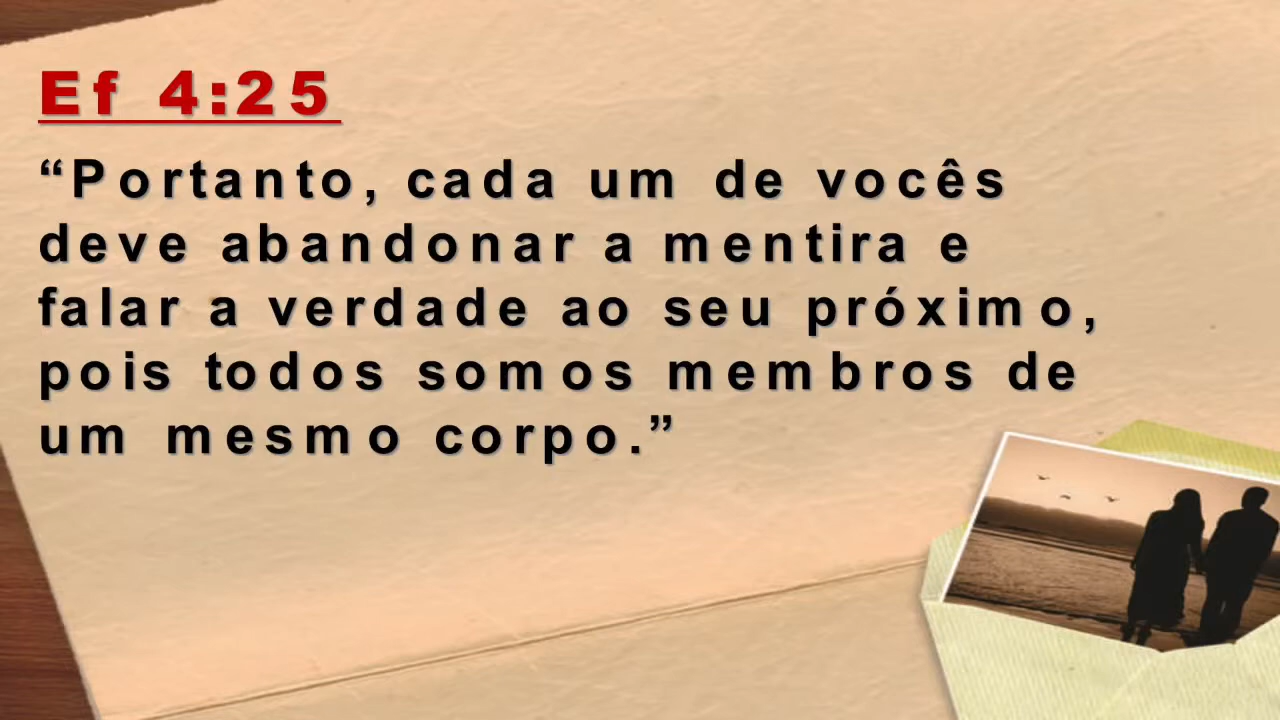 Ef 4:25
“Portanto, cada um de vocês
deve abandonar a mentira e
falar a verdade ao seu próximo,
pois todos somos membros de
um mesmo corpo.”